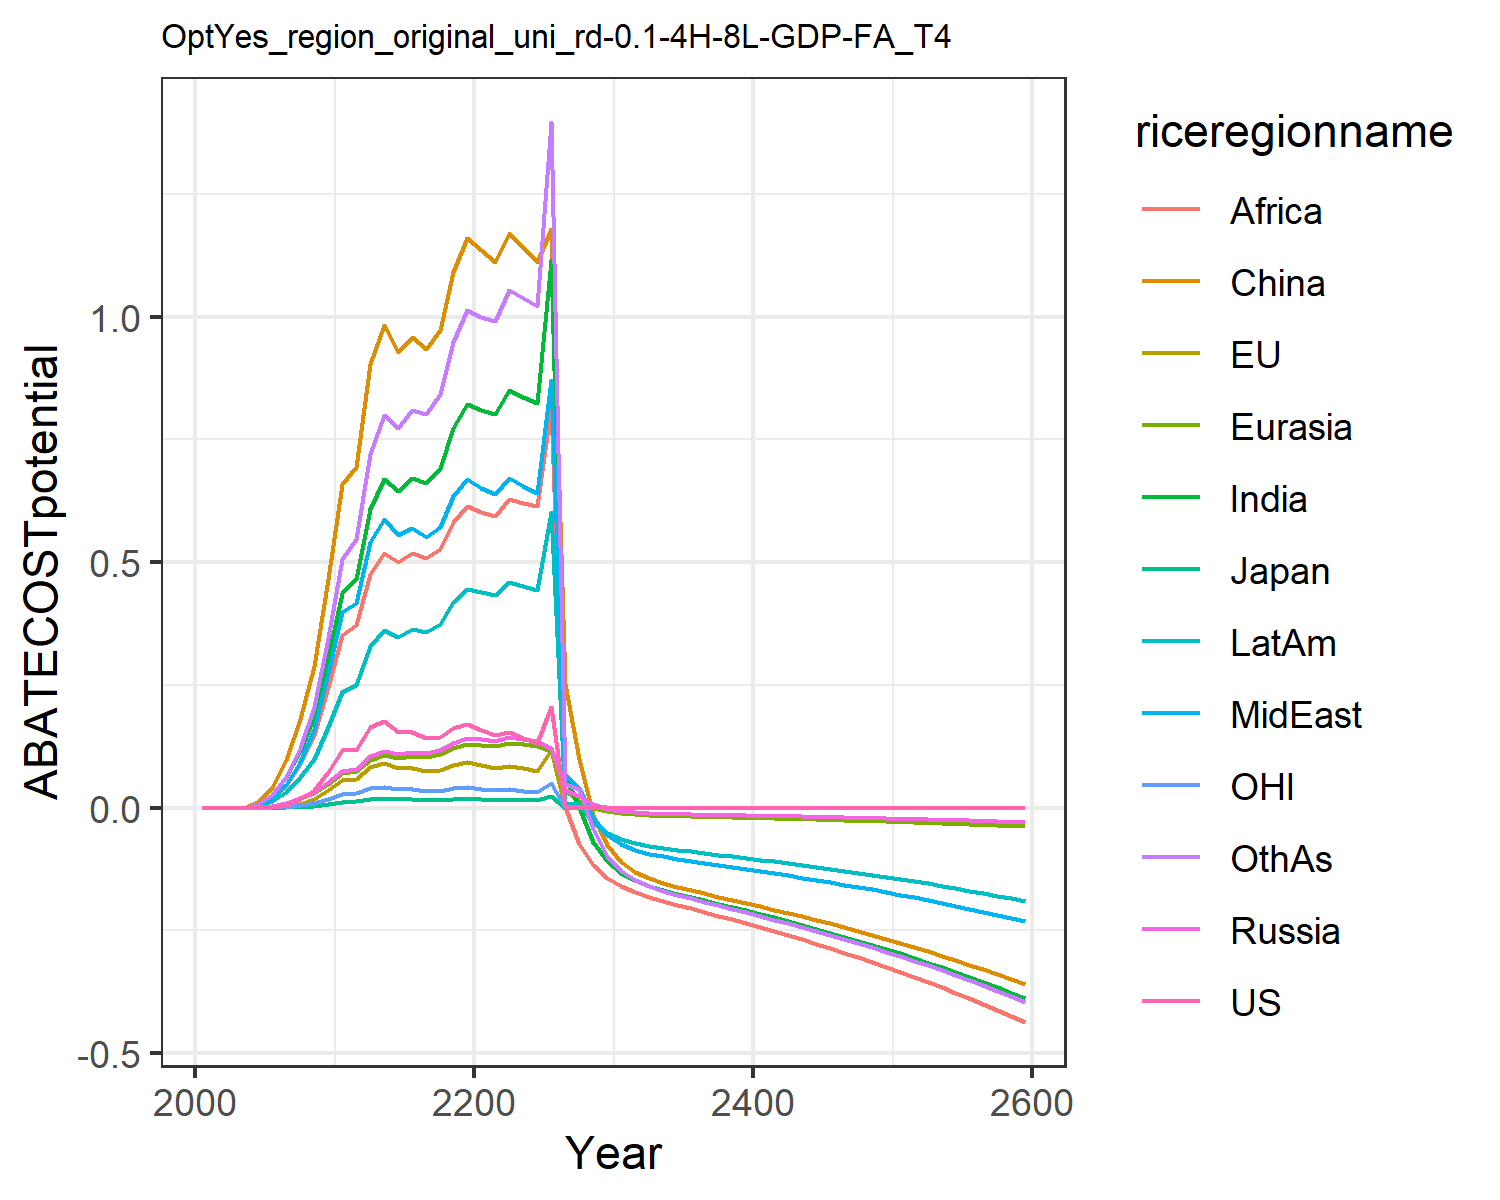 OptYes_region_original_uni_rd-0.1-4H-8L-GDP-FA_T4
ABATECOSTpotential
1.0
0.5
0.0
-0.5
2000 2200 2400 2600
Year
riceregionname
Africa
China
EU
Eurasia
India
Japan
LatAm
MidEast
OHI
OthAs
Russia
US